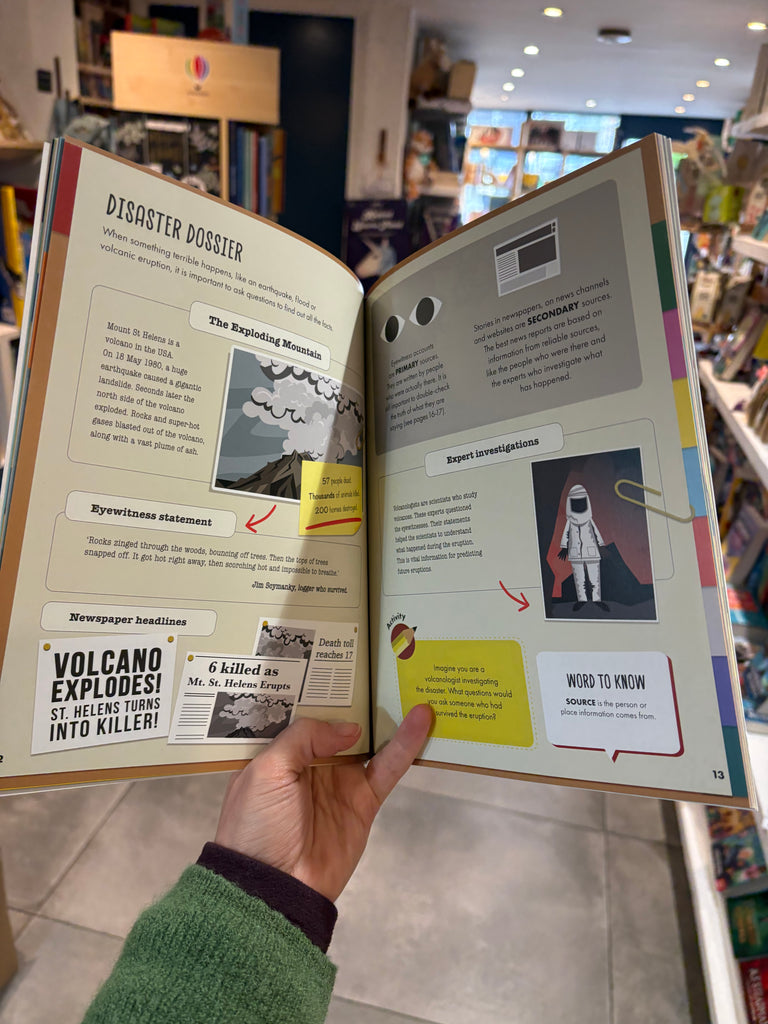 DISASTER DOSSIER
When something terrible happens, like an earthquake, flood or
volcanic eruption, it is important to ask questions to find out all the facts.
The Exploding Mountain
Mount St Helens is a
volcano in the USA.
On 18 May 1980, a huge
earthquake caused a gigantic
landslide. Seconds later the
north side of the volcano
exploded. Rocks and super-hot
gases blasted out of the volcano,
along with a vast plume of ash.
57 people dead
Thousands of animals killed
200 homes destroyed
Eyewitness statement
'Rocks zinged through the woods, bouncing off trees. Then the tops of trees
snapped off. It got hot right away, then scorching hot and impossible to breathe.'
Jim Scymanky, logger who survived.
Newspaper headlines
VOLCANO
EXPLODES!
ST. HELENS TURNS
INTO KILLER!
6 killed as
Mt. St. Helens Erupts
Death toll
reaches 17
Eyewitness accounts
are PRIMARY sources.
They are written by people
who were actually there. It is
still important to double-check
the truth of what they are
saying (see pages 16-17).
Stories in newspapers, on news channels
and websites are SECONDARY sources.
The best news reports are based on
information from reliable sources,
like the people who were there and
the experts who investigate what
has happened.
Expert investigations
Volcanologists are scientists who study
volcanoes. These experts questioned
the eyewitnesses. Their statements
helped the scientists to understand
what happened during the eruption.
This is vital information for predicting
future eruptions.
Activity
Imagine you are a
volcanologist investigating
the disaster. What questions would
you ask someone who had
survived the eruption?
WORD TO KNOW
SOURCE is the person or
place information comes from.
13